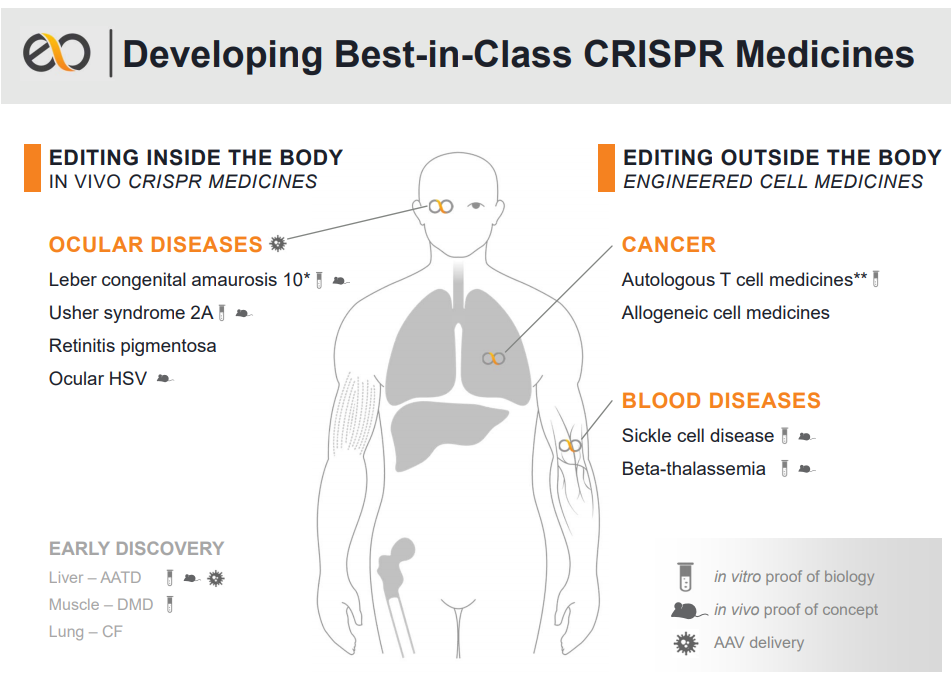 Developing Best-in-Class CRISPR Medicines
EDITING INSIDE THE BODY
IN VIVO CRISPR MEDICINES
OCULAR DISEASES
Leber congenital amaurosis 10*
Usher syndrome 2A
Retinitis pigmentosa
Ocular HSV
EARLY DISCOVERY
Liver – AATD
Muscle – DMD
Lung – CF
EDITING OUTSIDE THE BODY
ENGINEERED CELL MEDICINES
CANCER
Autologous T cell medicines**
Allogeneic cell medicines
BLOOD DISEASES
Sickle cell disease
Beta-thalassemia
in vitro proof of biology
in vivo proof of concept
AAV delivery